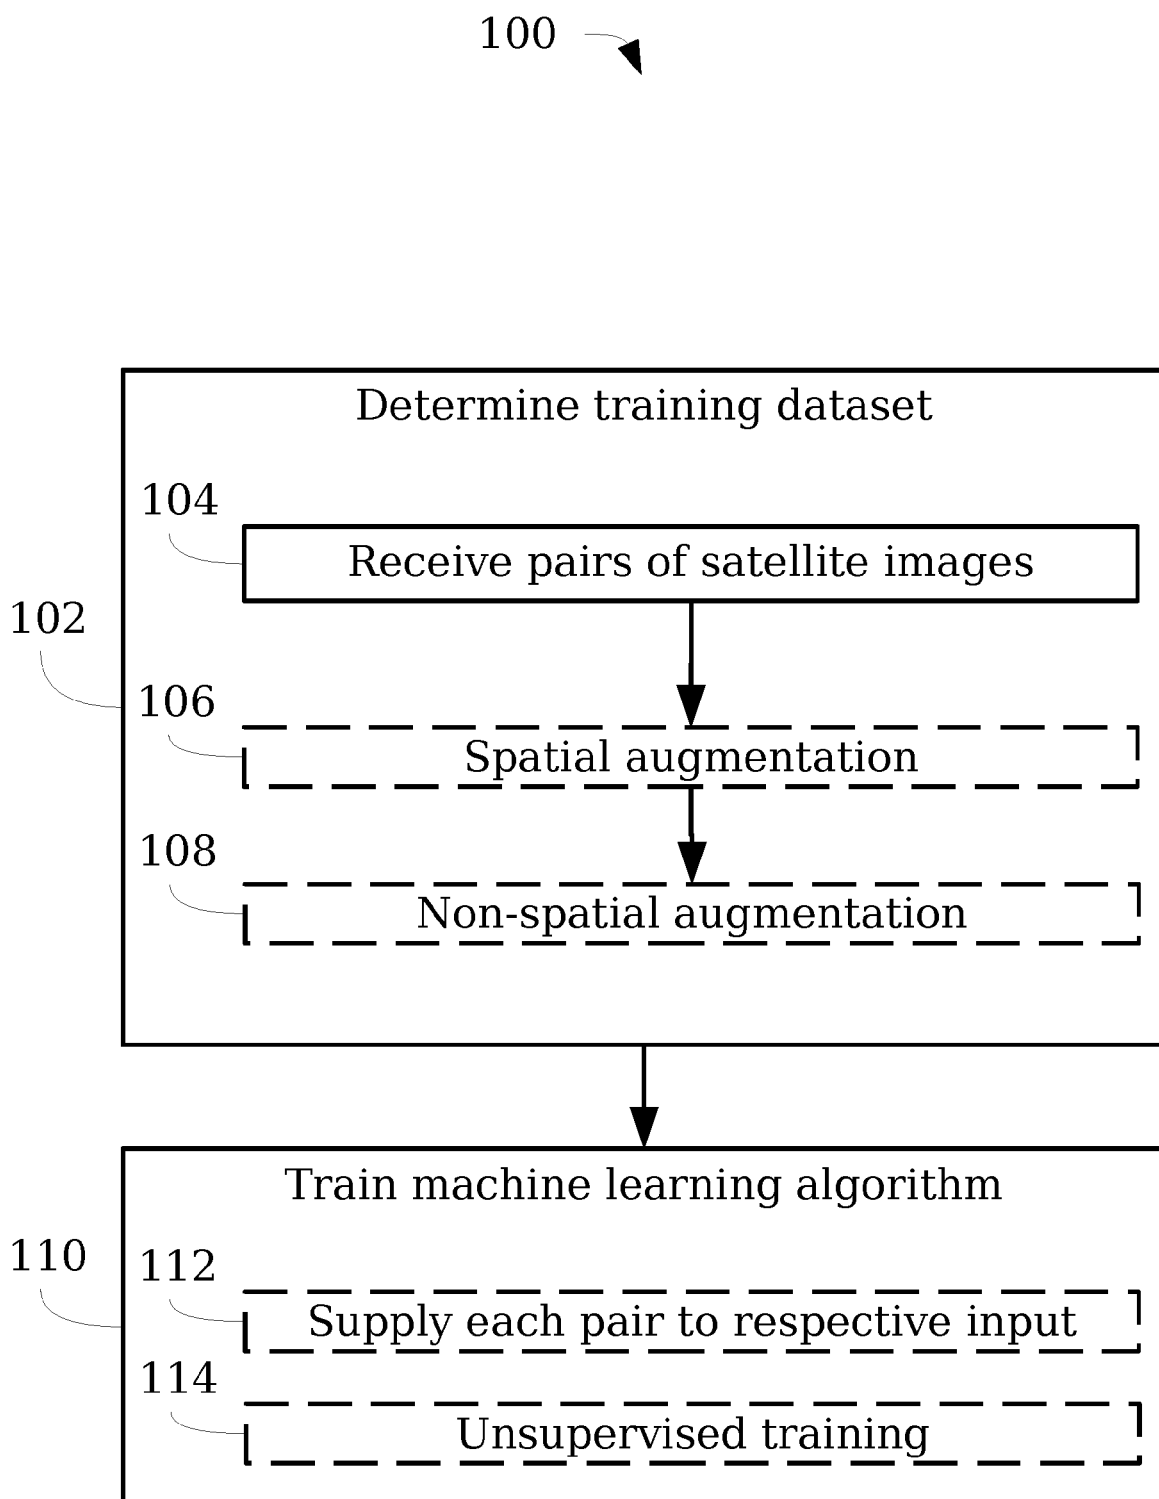 100
Determine training dataset
104
Receive pairs of satellite images
102
106
Spatial augmentation
108
Non-spatial augmentation
Train machine learning algorithm
110
112
Supply each pair to respective input
114
Unsupervised training